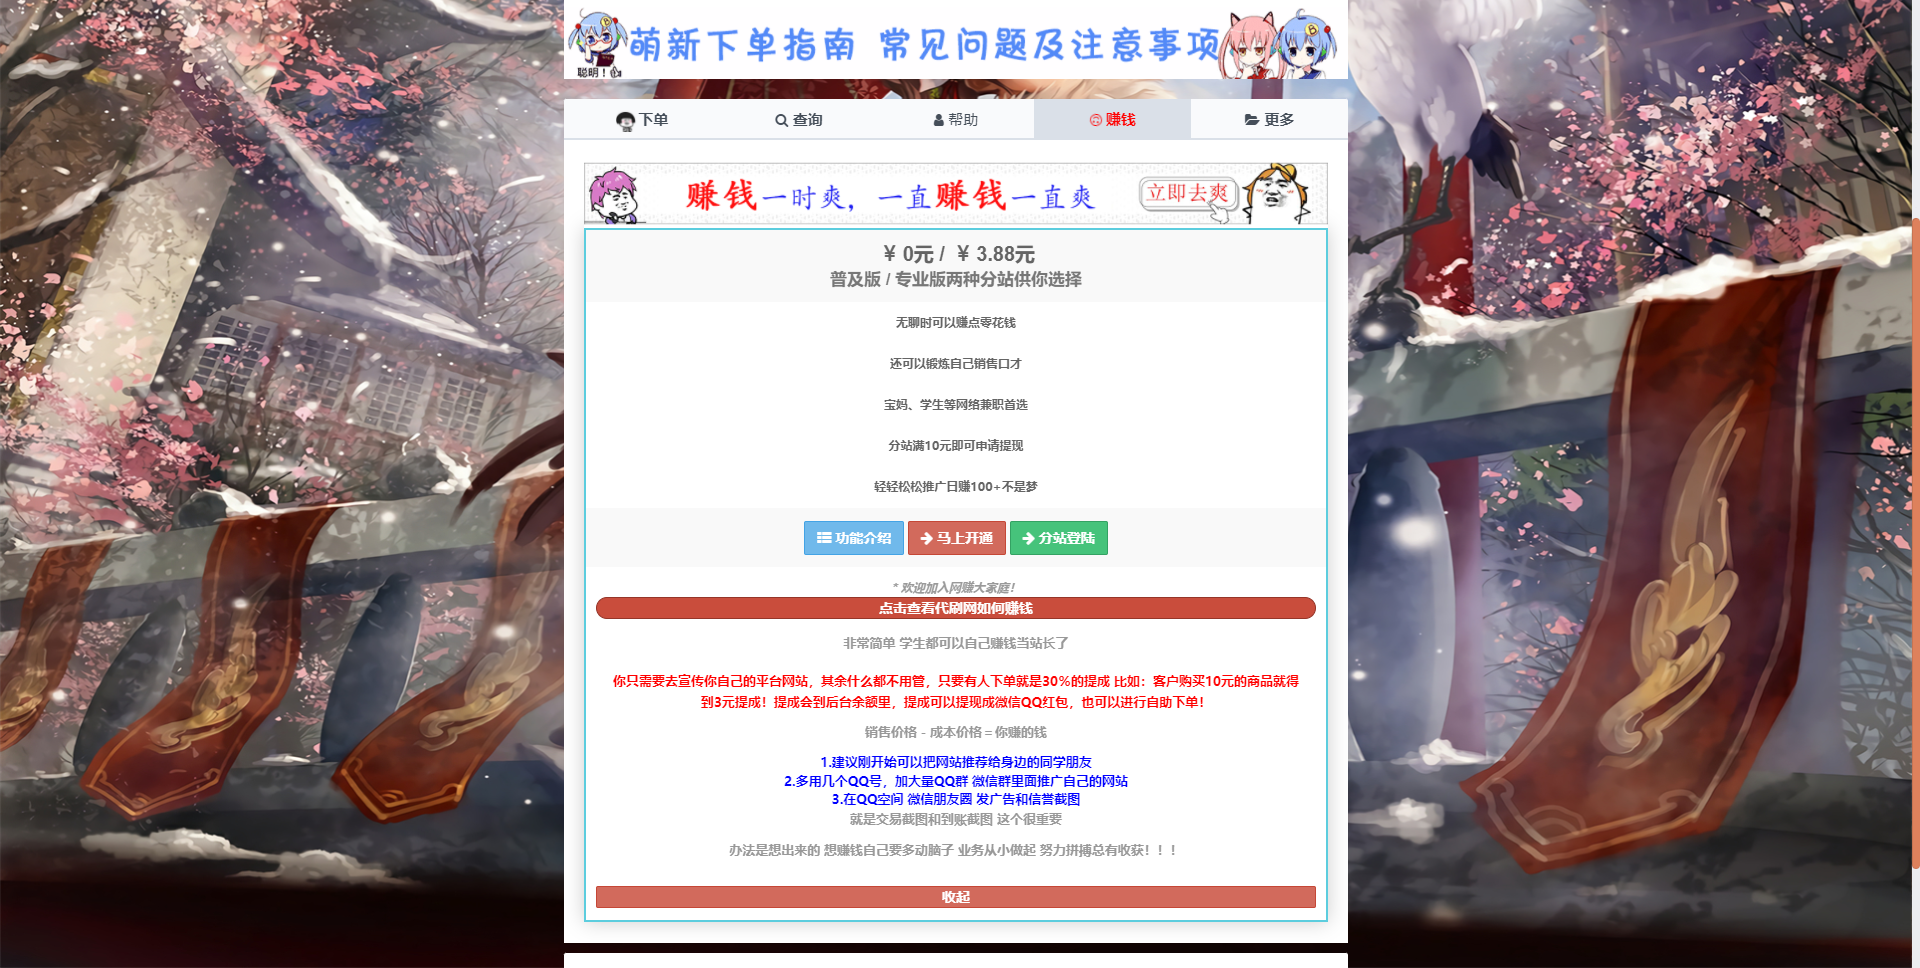 聪明！
萌新下单指南 常见问题及注意事项
下单
查询
帮助
赚钱
更多
赚钱一时爽，一直赚钱一直爽
立即去爽
￥ 0元 / ￥ 3.88元
普及版 / 专业版两种分站供你选择
无聊时可以赚点零花钱
还可以锻炼自己销售口才
宝妈、学生等网络兼职首选
分站满10元即可申请提现
轻轻松松推广日赚100+不是梦
功能介绍
马上开通
分站登陆
* 欢迎加入网赚大家庭！
点击查看代刷网如何赚钱
非常简单 学生都可以自己赚钱当站长了
你只需要去宣传你自己的平台网站，其余什么都不用管，只要有人下单就是30%的提成 比如：客户购买10元的商品就得
到3元提成！提成会到后台余额里，提成可以提现成微信QQ红包，也可以进行自助下单！
销售价格 - 成本价格 = 你赚的钱
1.建议刚开始可以把网站推荐给身边的同学朋友
2.多用几个QQ号，加大量QQ群 微信群里面推广自己的网站
3.在QQ空间 微信朋友圈 发广告和信誉截图
就是交易截图和到账截图 这个很重要
办法是想出来的 想赚钱自己要多动脑子 业务从小做起 努力拼搏总有收获！！！
收起